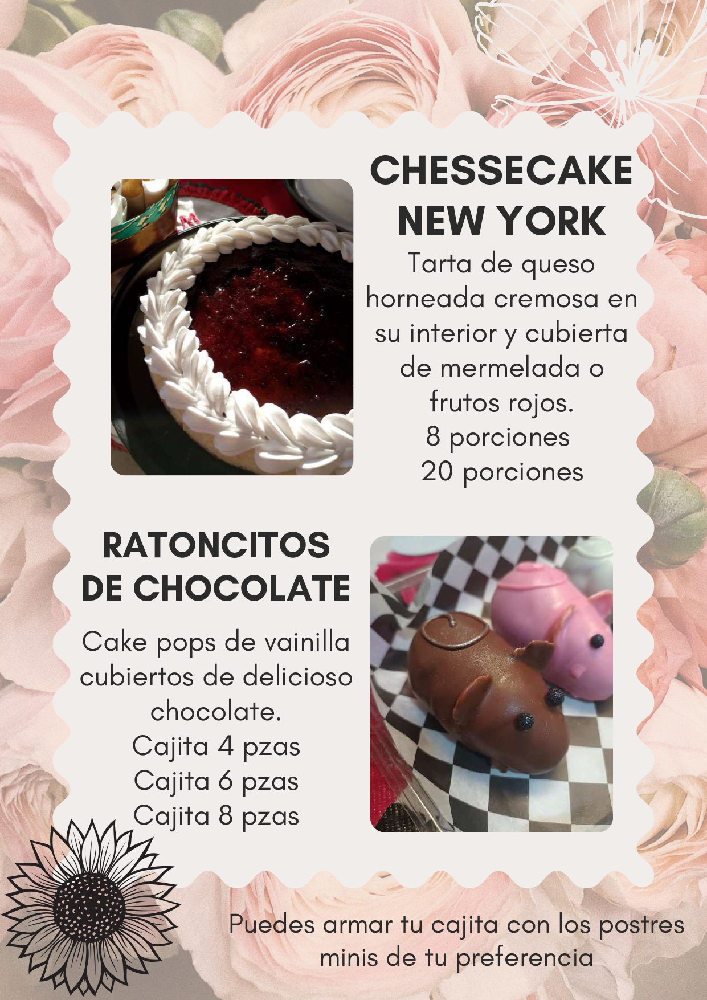 CHESSECAKE
NEW YORK
Tarta de queso
horneada cremosa en
su interior y cubierta
de mermelada o
frutos rojos.
8 porciones
20 porciones
RATONCITOS
DE CHOCOLATE
Cake pops de vainilla
cubiertos de delicioso
chocolate.
Cajita 4 pzas
Cajita 6 pzas
Cajita 8 pzas
Puedes armar tu cajita con los postres
minis de tu preferencia